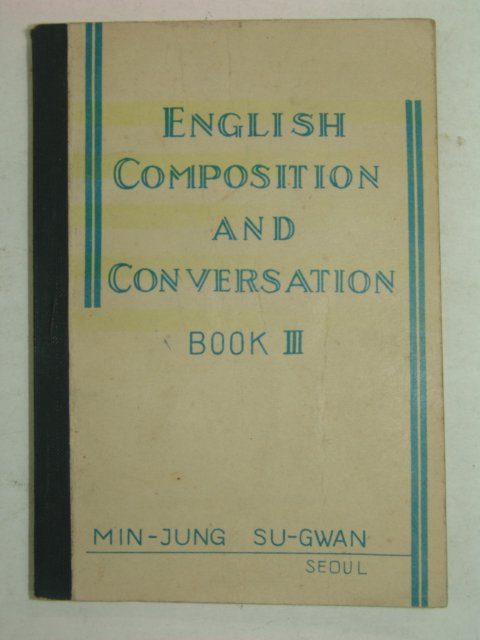 ENGLISH
COMPOSITION
AND
CONVERSATION
BOOK III
MIN-JUNG SU-GWAN
SEOUL